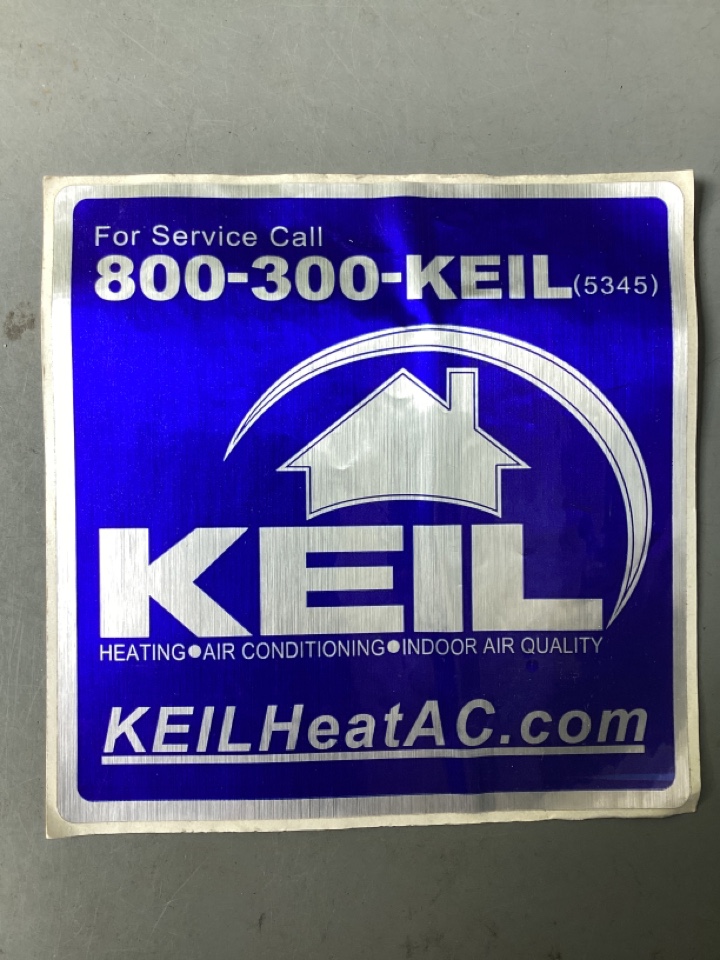 For Service Call
800-300-KEIL(5345)
KEIL
HEATING●AIR CONDITIONING●INDOOR AIR QUALITY
KEILHeatAC.com